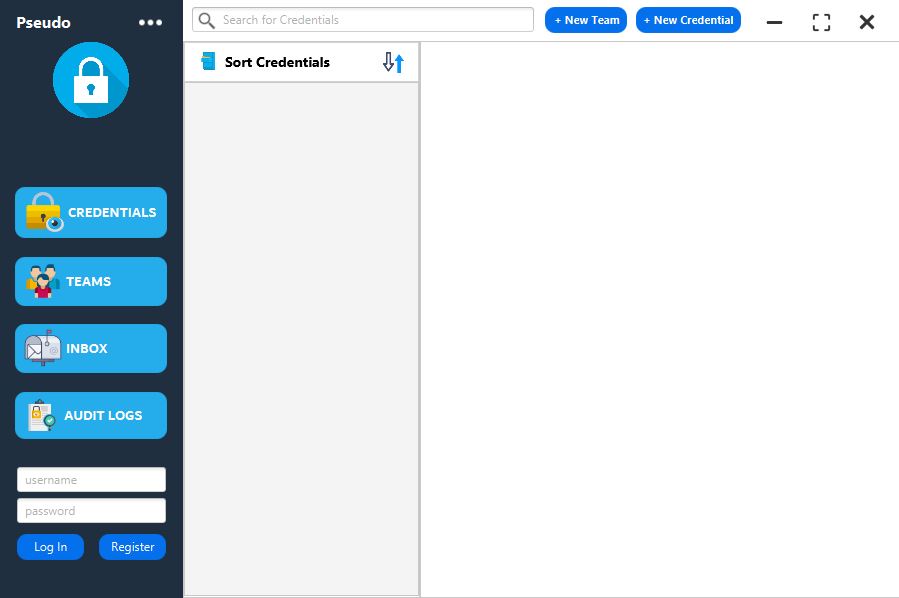 Pseudo
Search for Credentials
+ New Team
+ New Credential
Sort Credentials
CREDENTIALS
TEAMS
INBOX
AUDIT LOGS
username
password
Log In
Register